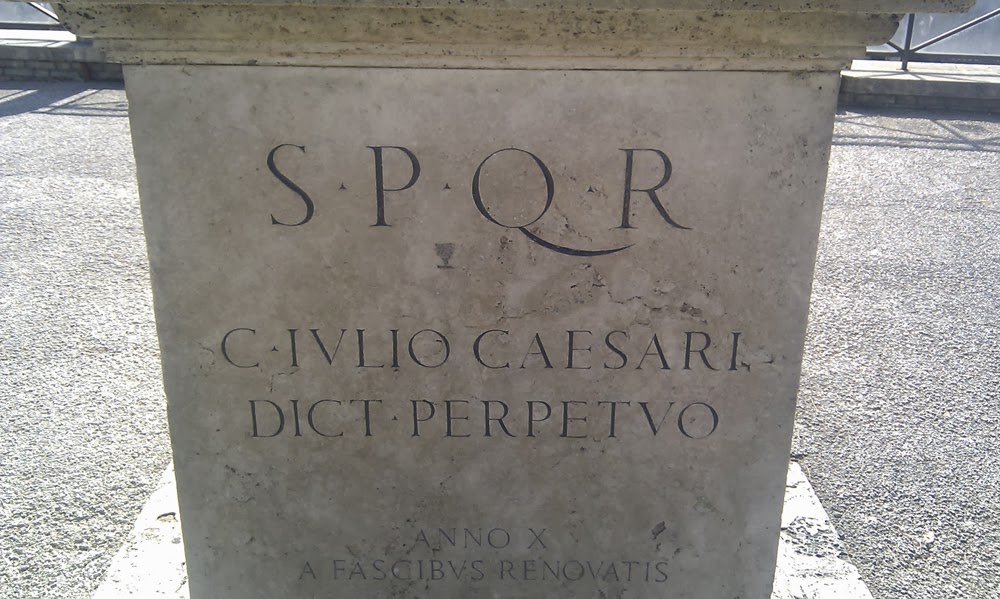 S·P·Q·R
C·IVLIO CAESARI
DICT·PERPETVO
ANNO X
A FASCIBVS RENOVATIS